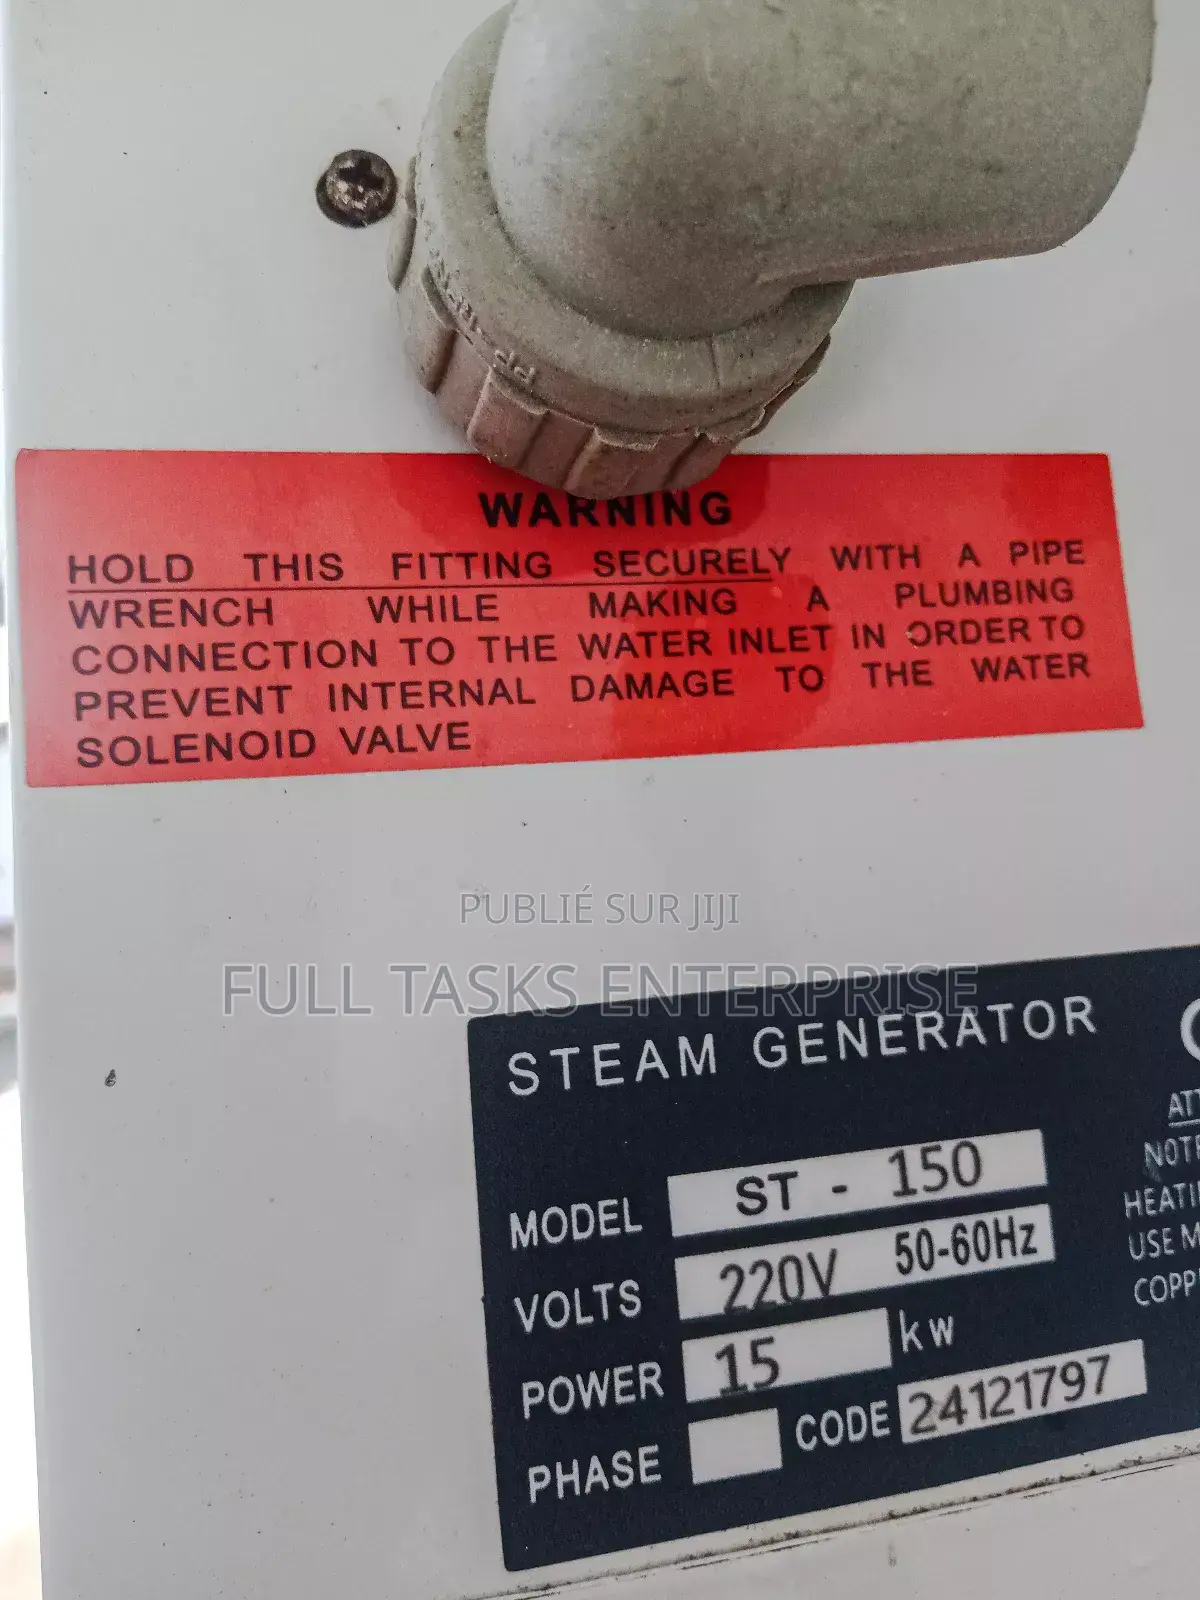 WARNING
HOLD THIS FITTING SECURELY WITH A PIPE
WRENCH WHILE MAKING A PLUMBING
CONNECTION TO THE WATER INLET IN ORDER TO
PREVENT INTERNAL DAMAGE TO THE WATER
SOLENOID VALVE
PUBLIÉ SUR JIJI
FULL TASKS ENTERPRISE
STEAM GENERATOR
MODEL ST - 150
VOLTS 220V 50-60Hz
POWER 15 kw
PHASE CODE 24121797
USE